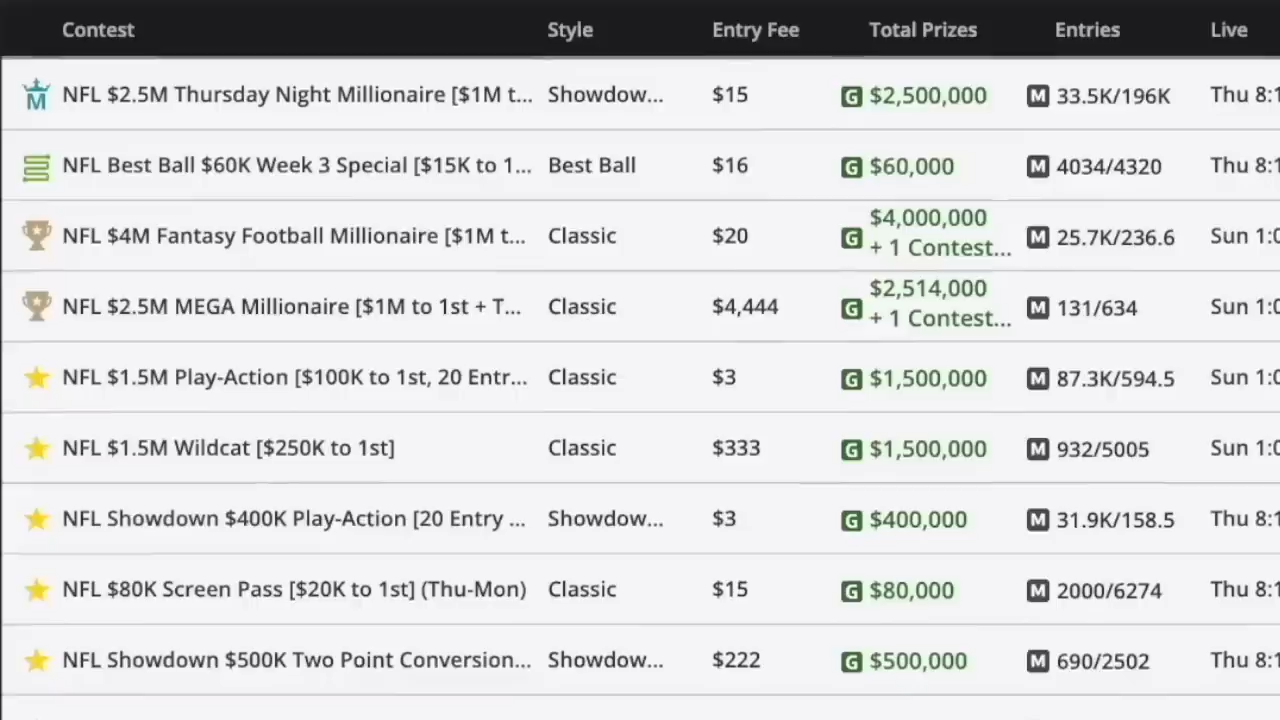 Contest Style Entry Fee Total Prizes Entries Live
M NFL $2.5M Thursday Night Millionaire [$1M t... Showdow... $15 G $2,500,000 M 33.5K/196K Thu 8:1
NFL Best Ball $60K Week 3 Special [$15K to 1... Best Ball $16 G $60,000 M 4034/4320 Thu 8:1
NFL $4M Fantasy Football Millionaire [$1M t... Classic $20 G $4,000,000 + 1 Contest... M 25.7K/236.6 Sun 1:0
NFL $2.5M MEGA Millionaire [$1M to 1st + T... Classic $4,444 G $2,514,000 + 1 Contest... M 131/634 Sun 1:0
NFL $1.5M Play-Action [$100K to 1st, 20 Entr... Classic $3 G $1,500,000 M 87.3K/594.5 Sun 1:0
NFL $1.5M Wildcat [$250K to 1st] Classic $333 G $1,500,000 M 932/5005 Sun 1:0
NFL Showdown $400K Play-Action [20 Entry ... Showdow... $3 G $400,000 M 31.9K/158.5 Thu 8:1
NFL $80K Screen Pass [$20K to 1st] (Thu-Mon) Classic $15 G $80,000 M 2000/6274 Thu 8:1
NFL Showdown $500K Two Point Conversion... Showdow... $222 G $500,000 M 690/2502 Thu 8:1